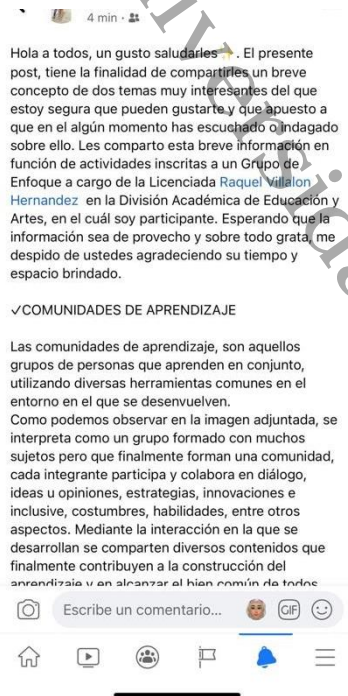 4 min ·
Hola a todos, un gusto saludarles ✨. El presente
post, tiene la finalidad de compartirles un breve
concepto de dos temas muy interesantes del que
estoy segura que pueden gustarte y que apuesto a
que en el algún momento has escuchado o indagado
sobre ello. Les comparto esta breve información en
función de actividades inscritas a un Grupo de
Enfoque a cargo de la Licenciada Raquel Villalon
Hernandez en la División Académica de Educación y
Artes, en el cuál soy participante. Esperando que la
información sea de provecho y sobre todo grata, me
despido de ustedes agradeciendo su tiempo y
espacio brindado.
✓COMUNIDADES DE APRENDIZAJE
Las comunidades de aprendizaje, son aquellos
grupos de personas que aprenden en conjunto,
utilizando diversas herramientas comunes en el
entorno en el que se desenvuelven.
Como podemos observar en la imagen adjuntada, se
interpreta como un grupo formado con muchos
sujetos pero que finalmente forman una comunidad,
cada integrante participa y colabora en diálogo,
ideas u opiniones, estrategias, innovaciones e
inclusive, costumbres, habilidades, entre otros
aspectos. Mediante la interacción en la que se
desarrollan se comparten diversos contenidos que
finalmente contribuyen a la construcción del
aprendizaje y en alcanzar el bien común de todos
Escribe un comentario...
GIF